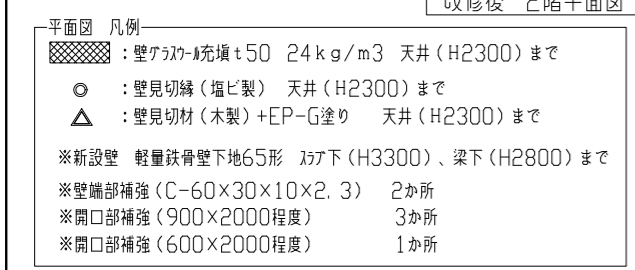 改修後 2階平面図
平面図 凡例
：壁グラスウール充塡t50 24kg/m3 天井(H2300)まで
◎ ：壁見切縁(塩ビ製) 天井(H2300)まで
△ ：壁見切材(木製)+EP-G塗り 天井(H2300)まで
※新設壁 軽量鉄骨壁下地65形 スラブ下(H3300)、梁下(H2800)まで
※壁端部補強(C-60×30×10×2.3) 2か所
※開口部補強(900×2000程度) 3か所
※開口部補強(600×2000程度) 1か所